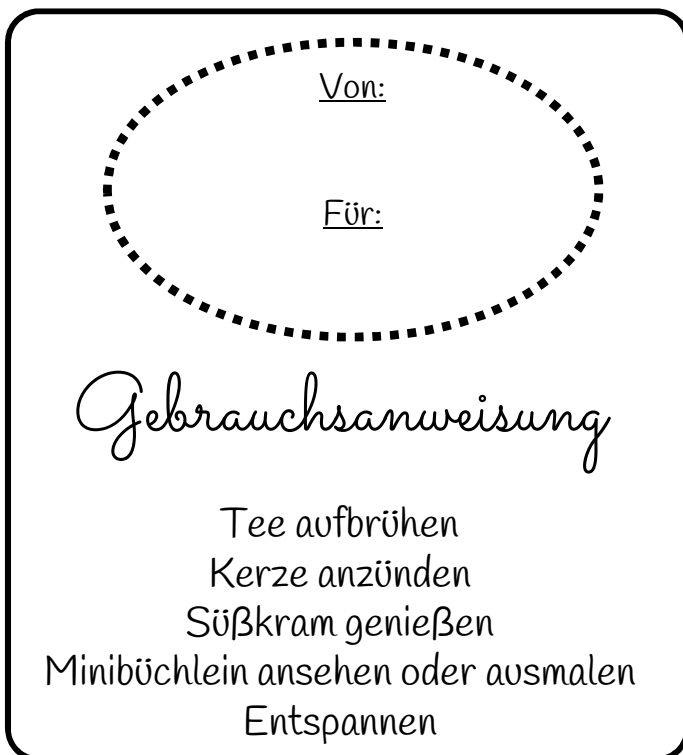 Von:
Für:
Gebrauchsanweisung
Tee aufbrühen
Kerze anzünden
Süßkram genießen
Minibüchlein ansehen oder ausmalen
Entspannen